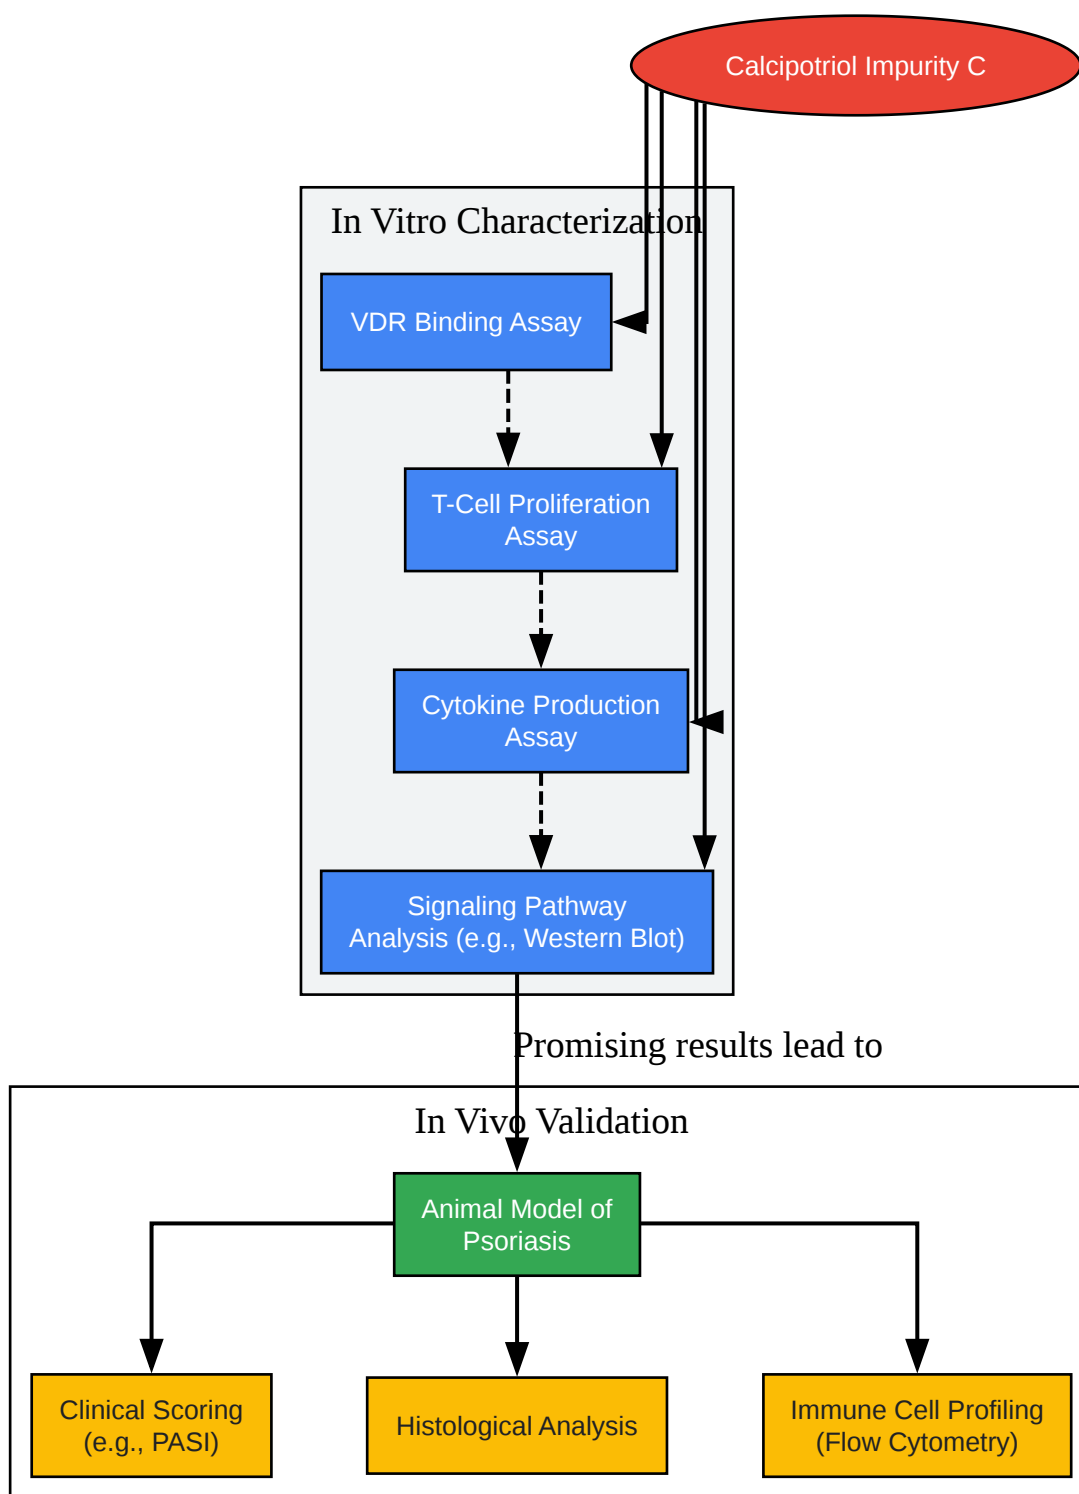 Calcipotriol Impurity C
In Vitro Characterization
VDR Binding Assay
T-Cell Proliferation
Assay
Cytokine Production
Assay
Signaling Pathway
Analysis (e.g., Western Blot)
Promising results lead to
In Vivo Validation
Animal Model of
Psoriasis
Clinical Scoring
(e.g., PASI)
Histological Analysis
Immune Cell Profiling
(Flow Cytometry)